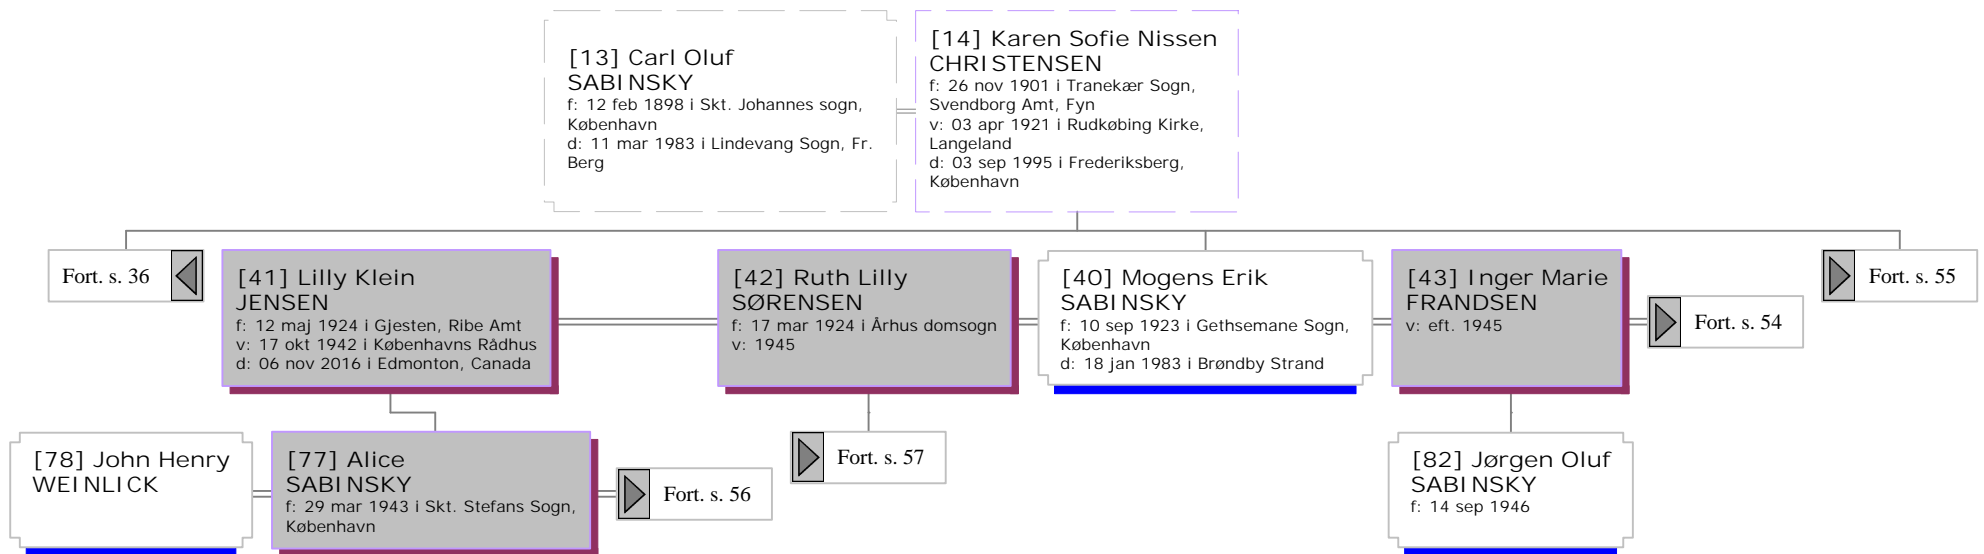 [13] Carl Oluf
SABINSKY
f: 12 feb 1898 i Skt. Johannes sogn,
København
d: 11 mar 1983 i Lindevang Sogn, Fr.
Berg
[14] Karen Sofie Nissen
CHRISTENSEN
f: 26 nov 1901 i Tranekær Sogn,
Svendborg Amt, Fyn
v: 03 apr 1921 i Rudkøbing Kirke,
Langeland
d: 03 sep 1995 i Frederiksberg,
København
Fort. s. 36
[41] Lilly Klein
JENSEN
f: 12 maj 1924 i Gjesten, Ribe Amt
v: 17 okt 1942 i Københavns Rådhus
d: 06 nov 2016 i Edmonton, Canada
[42] Ruth Lilly
SØRENSEN
f: 17 mar 1924 i Århus domsogn
v: 1945
[40] Mogens Erik
SABINSKY
f: 10 sep 1923 i Gethsemane Sogn,
København
d: 18 jan 1983 i Brøndby Strand
[43] Inger Marie
FRANDSEN
v: eft. 1945
Fort. s. 54
Fort. s. 55
[78] John Henry
WEINLICK
[77] Alice
SABINSKY
f: 29 mar 1943 i Skt. Stefans Sogn,
København
Fort. s. 56
Fort. s. 57
[82] Jørgen Oluf
SABINSKY
f: 14 sep 1946